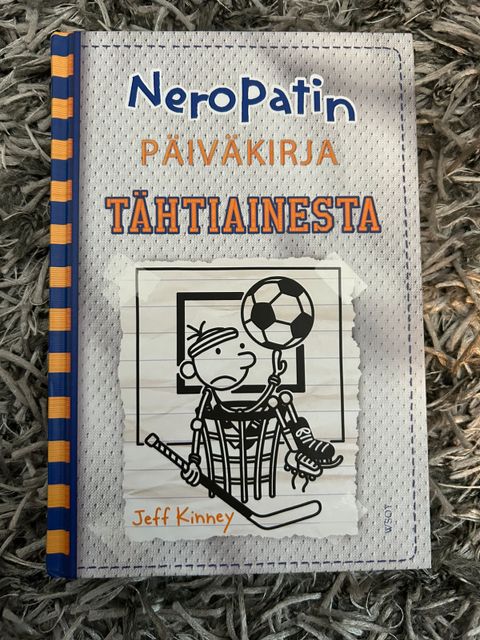 NeroPatin
PÄIVÄKIRJA
TÄHTIAINESTA
Jeff Kinney
WSOY